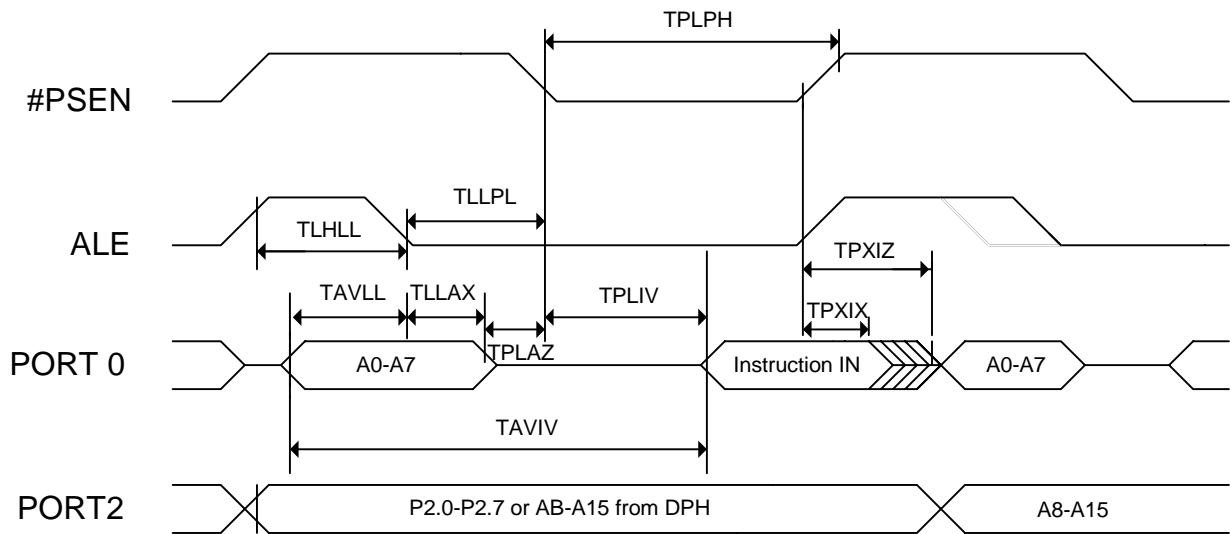 TPLPH
#PSEN
TLLPL
TLHLL
ALE
TPXIZ
TAVLL
TLLAX
TPLIV
TPXIX
TPLAZ
PORT 0
A0-A7
Instruction IN
A0-A7
TAVIV
PORT2
P2.0-P2.7 or AB-A15 from DPH
A8-A15